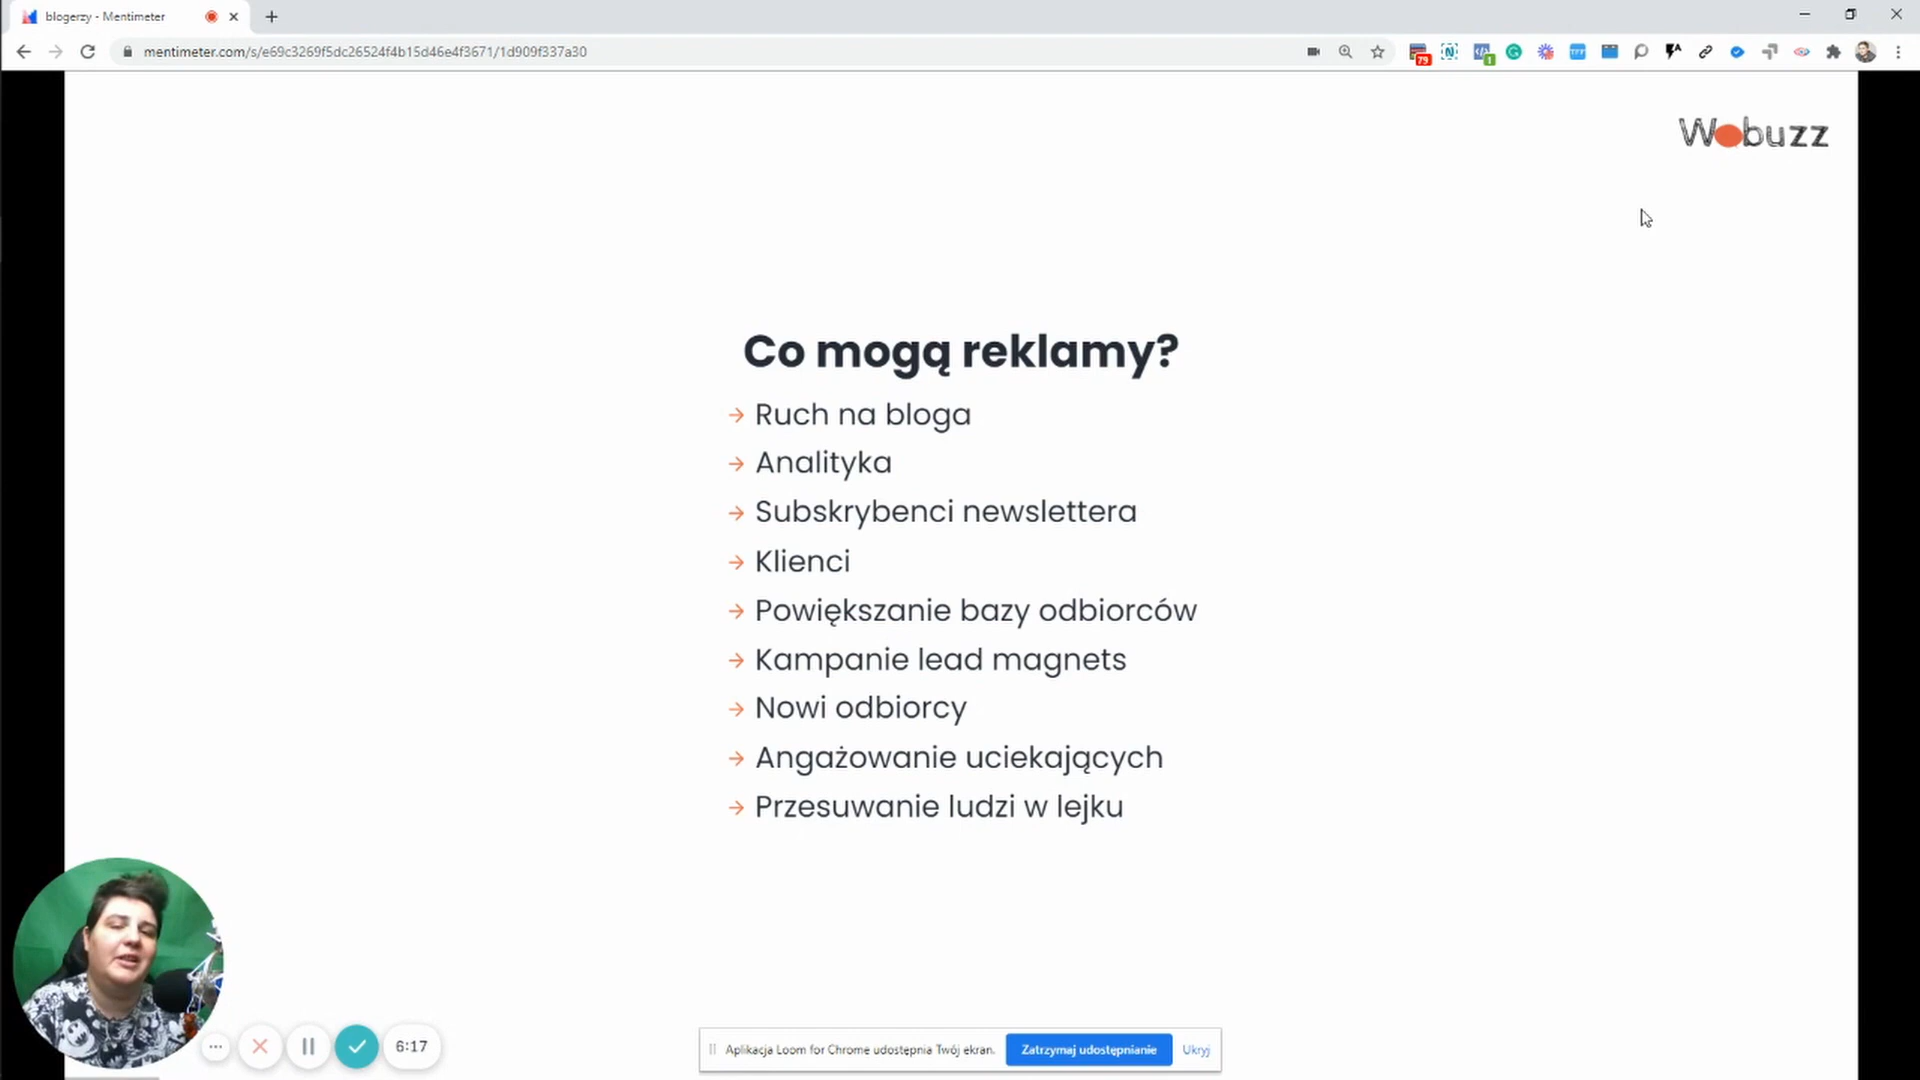 blogerzy - Mentimeter
mentimeter.com/s/e69c3269f5dc26524f4b15d46e4f3671/1d909f337a30
79
1
Wobuzz
Co mogą reklamy?
→ Ruch na bloga
→ Analityka
→ Subskrybenci newslettera
→ Klienci
→ Powiększanie bazy odbiorców
→ Kampanie lead magnets
→ Nowi odbiorcy
→ Angażowanie uciekających
→ Przesuwanie ludzi w lejku
6:17
Aplikacja Loom for Chrome udostępnia Twój ekran.
Zatrzymaj udostępnianie
Ukryj